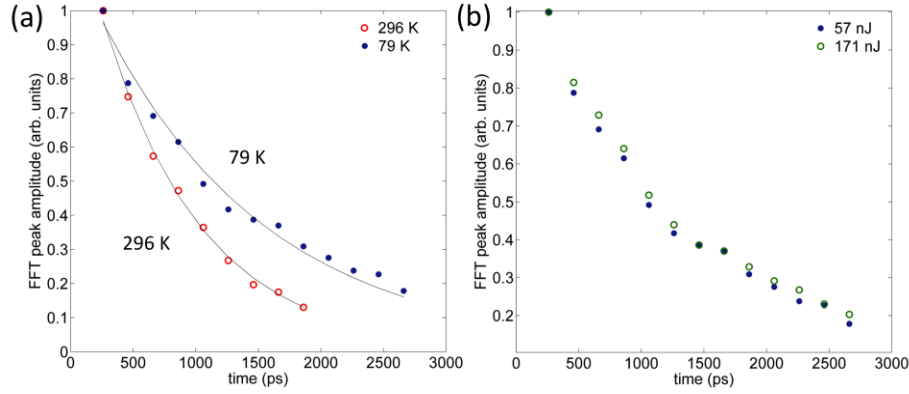 (a)
296 K
79 K
FFT peak amplitude (arb. units)
1
0.9
0.8
0.7
0.6
0.5
0.4
0.3
0.2
0.1
0
79 K
296 K
0 500 1000 1500 2000 2500 3000
time (ps)
(b)
57 nJ
171 nJ
FFT peak amplitude (arb. units)
1
0.9
0.8
0.7
0.6
0.5
0.4
0.3
0.2
0 500 1000 1500 2000 2500 3000
time (ps)